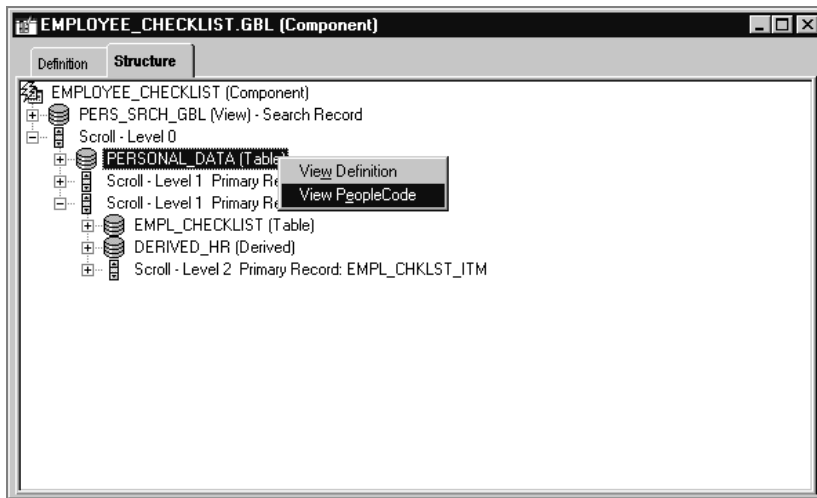 EMPLOYEE_CHECKLIST.GBL (Component)
Definition Structure
EMPLOYEE_CHECKLIST (Component)
PERS_SRCH_GBL (View) - Search Record
Scroll - Level 0
PERSONAL_DATA (Table)
View Definition
Scroll - Level 1 Primary
View PeopleCode
Scroll - Level 1 Primary
EMPL_CHECKLIST (Table)
DERIVED_HR (Derived)
Scroll - Level 2 Primary Record: EMPL_CHKLST_ITM